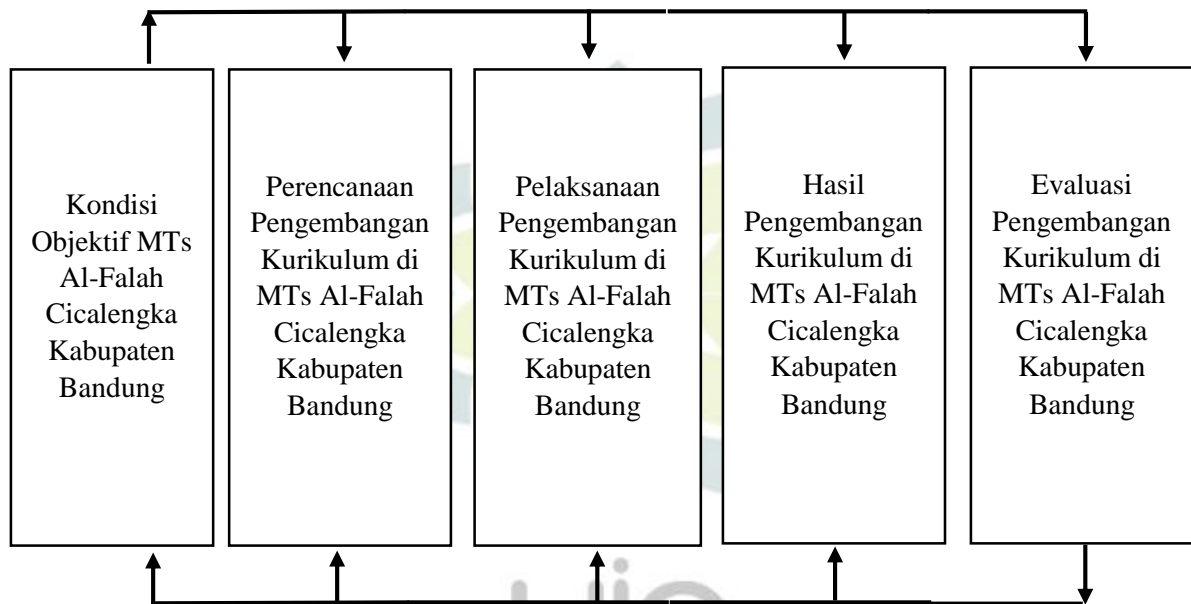 Kondisi
Objektif MTs
Al-Falah
Cicalengka
Kabupaten
Bandung
Perencanaan
Pengembangan
Kurikulum di
MTs Al-Falah
Cicalengka
Kabupaten
Bandung
Pelaksanaan
Pengembangan
Kurikulum di
MTs Al-Falah
Cicalengka
Kabupaten
Bandung
Hasil
Pengembangan
Kurikulum di
MTs Al-Falah
Cicalengka
Kabupaten
Bandung
Evaluasi
Pengembangan
Kurikulum di
MTs Al-Falah
Cicalengka
Kabupaten
Bandung